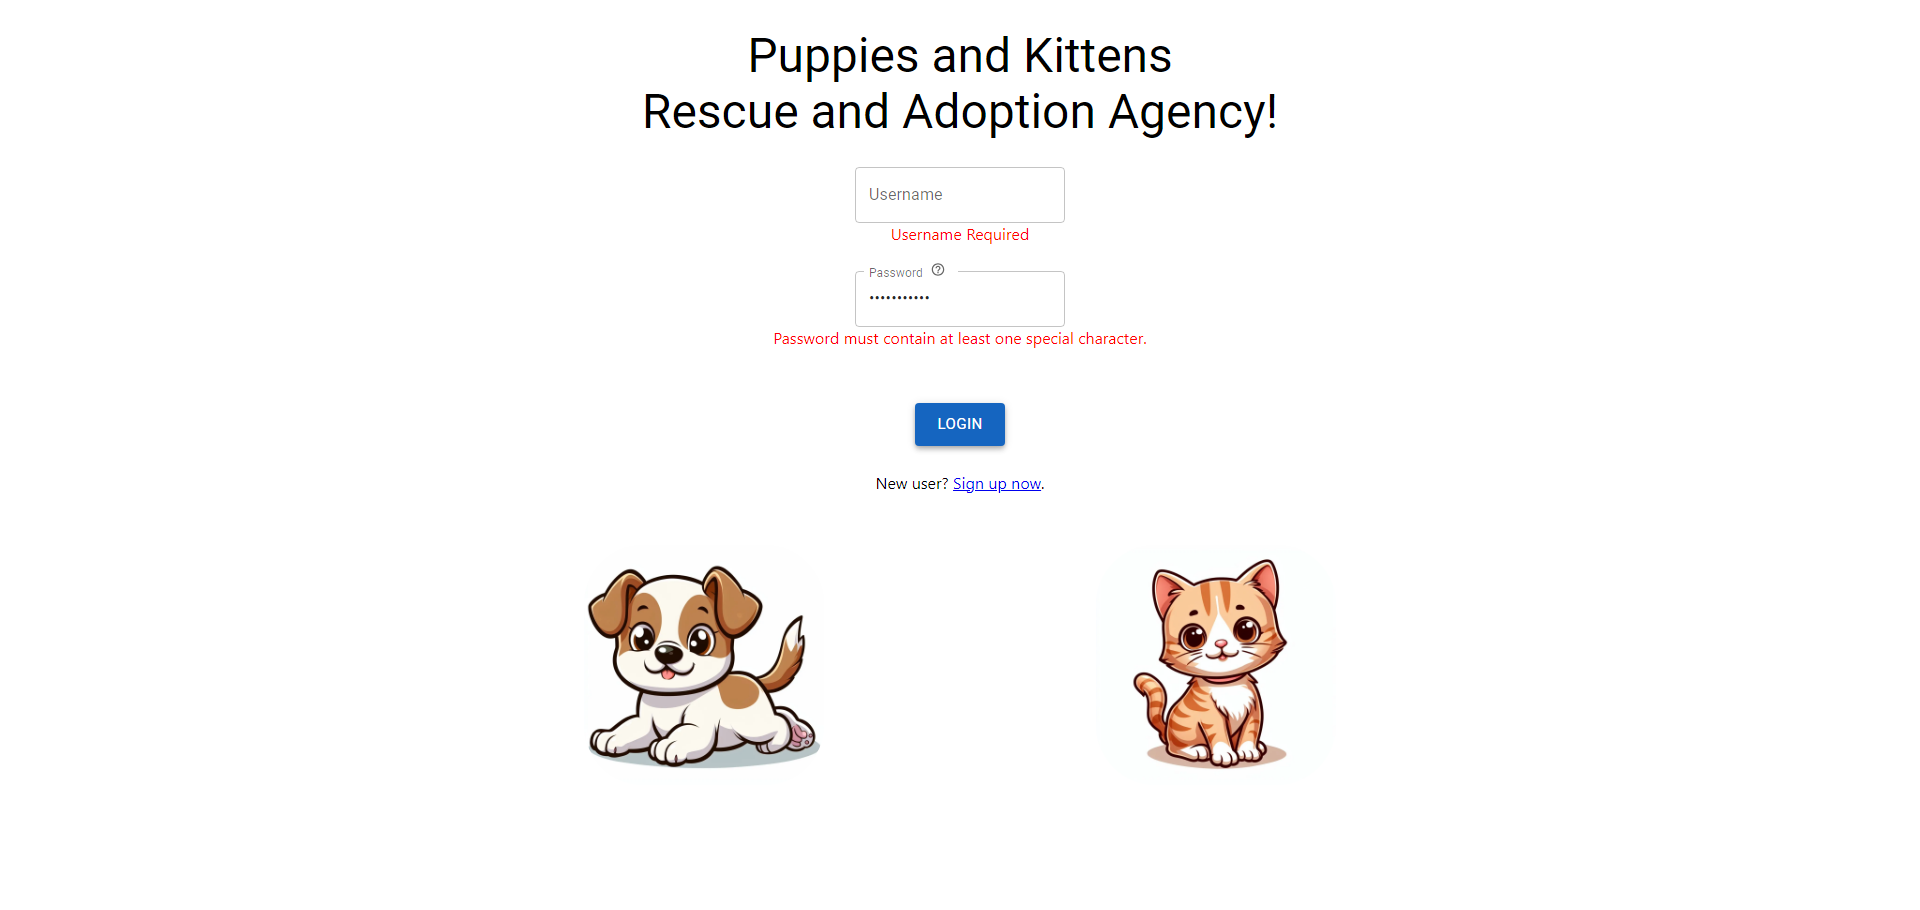 Puppies and Kittens
Rescue and Adoption Agency!
Username
Username Required
Password
•••••••••••
Password must contain at least one special character.
LOGIN
New user? Sign up now.